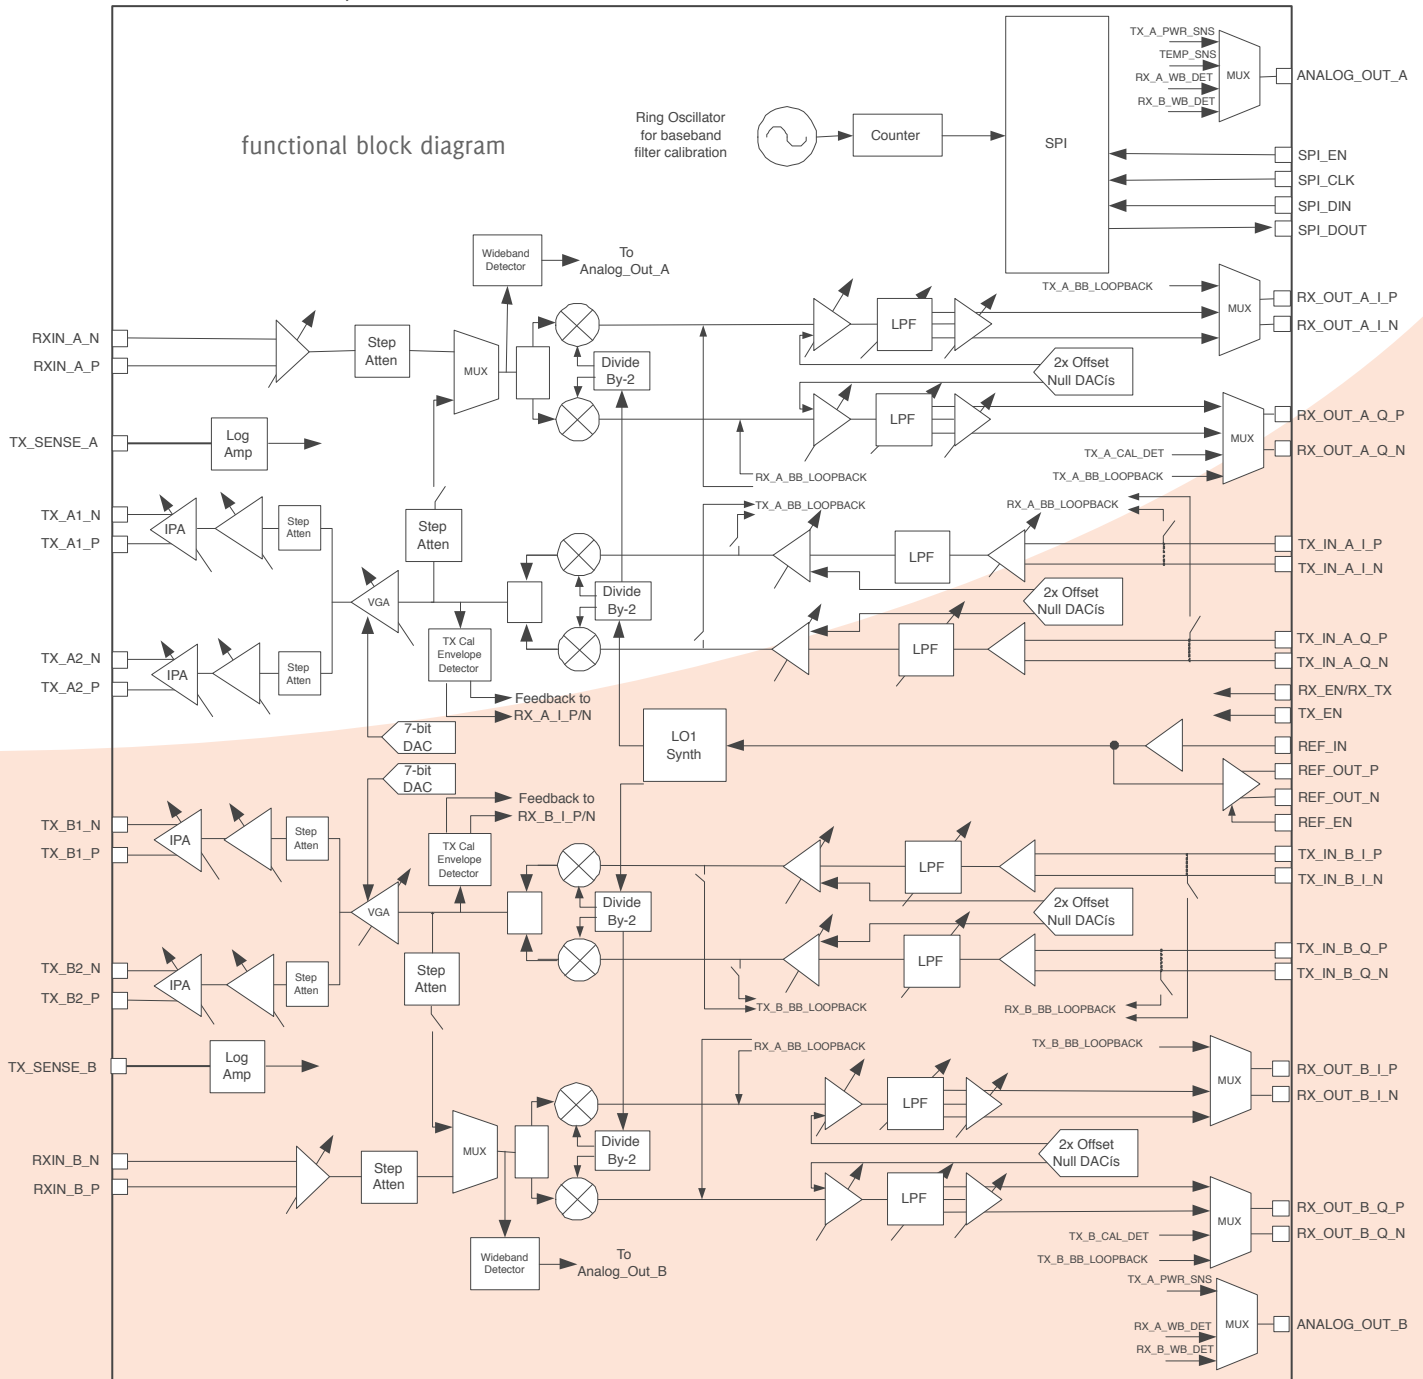 TX_A_PWR_SNS
TEMP_SNS
RX_A_WB_DET
RX_B_WB_DET
MUX
ANALOG_OUT_A
functional block diagram
Ring Oscillator
for baseband
filter calibration
Counter
SPI
SPI_EN
SPI_CLK
SPI_DIN
SPI_DOUT
Wideband
Detector
To
Analog_Out_A
TX_A_BB_LOOPBACK
MUX
RX_OUT_A_I_P
RX_OUT_A_I_N
RXIN_A_N
RXIN_A_P
Step
Atten
MUX
Divide
By-2
LPF
2x Offset
Null DACís
LPF
MUX
RX_OUT_A_Q_P
RX_OUT_A_Q_N
TX_A_CAL_DET
TX_A_BB_LOOPBACK
TX_SENSE_A
Log
Amp
RX_A_BB_LOOPBACK
TX_A_BB_LOOPBACK
RX_A_BB_LOOPBACK
TX_A1_N
TX_A1_P
IPA
Step
Atten
Step
Atten
LPF
TX_IN_A_I_P
TX_IN_A_I_N
VGA
Divide
By-2
2x Offset
Null DACís
TX_A2_N
TX_A2_P
IPA
Step
Atten
TX Cal
Envelope
Detector
LPF
TX_IN_A_Q_P
TX_IN_A_Q_N
Feedback to
RX_A_I_P/N
RX_EN/RX_TX
TX_EN
7-bit
DAC
LO1
Synth
REF_IN
7-bit
DAC
REF_OUT_P
REF_OUT_N
REF_EN
Feedback to
RX_B_I_P/N
TX_B1_N
TX_B1_P
IPA
Step
Atten
TX Cal
Envelope
Detector
LPF
TX_IN_B_I_P
TX_IN_B_I_N
VGA
Divide
By-2
2x Offset
Null DACís
TX_B2_N
TX_B2_P
IPA
Step
Atten
Step
Atten
LPF
TX_IN_B_Q_P
TX_IN_B_Q_N
TX_B_BB_LOOPBACK
RX_B_BB_LOOPBACK
TX_SENSE_B
Log
Amp
RX_A_BB_LOOPBACK
TX_B_BB_LOOPBACK
MUX
RX_OUT_B_I_P
RX_OUT_B_I_N
LPF
RXIN_B_N
RXIN_B_P
Step
Atten
MUX
Divide
By-2
2x Offset
Null DACís
LPF
MUX
RX_OUT_B_Q_P
RX_OUT_B_Q_N
TX_B_CAL_DET
TX_B_BB_LOOPBACK
Wideband
Detector
To
Analog_Out_B
TX_A_PWR_SNS
RX_A_WB_DET
RX_B_WB_DET
MUX
ANALOG_OUT_B